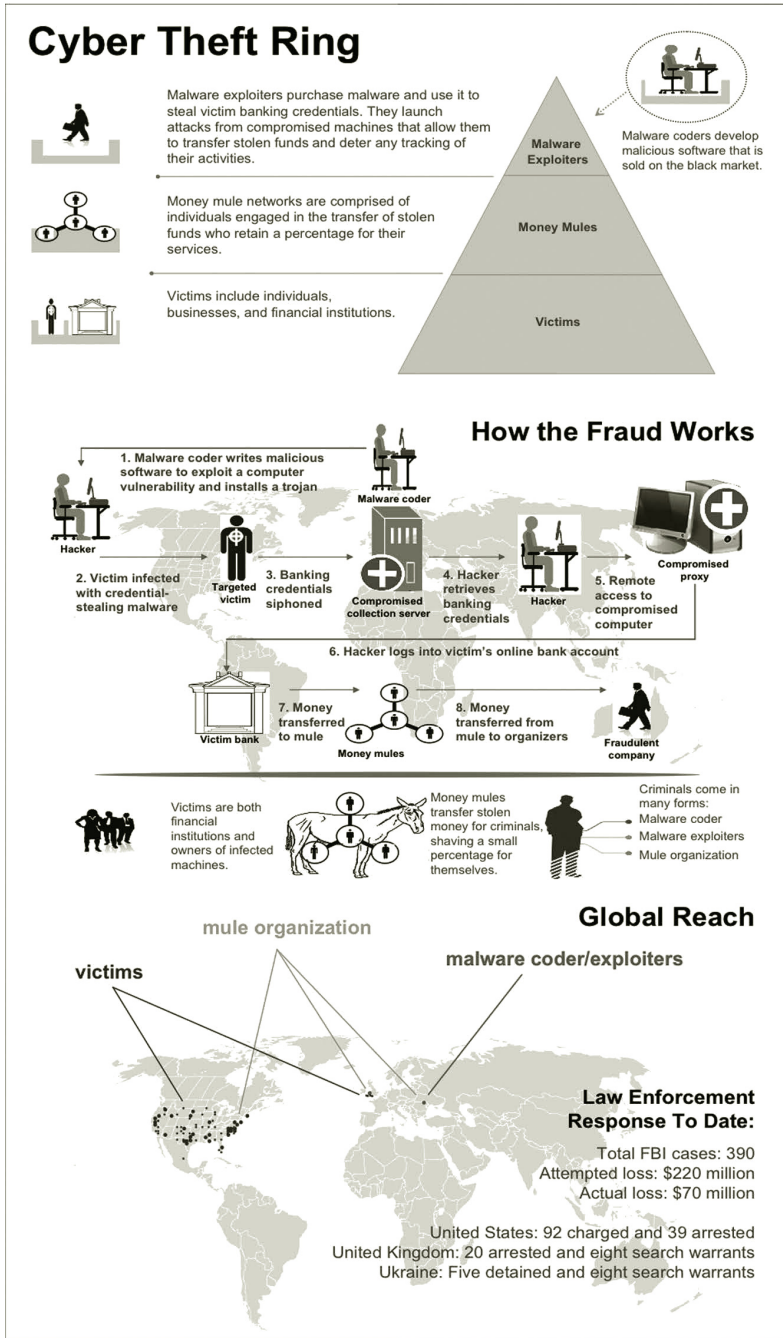 Cyber Theft Ring
Malware exploiters purchase malware and use it to
steal victim banking credentials. They launch
attacks from compromised machines that allow them
to transfer stolen funds and deter any tracking of
their activities.
Malware
Exploiters
Malware coders develop
malicious software that is
sold on the black market.
Money mule networks are comprised of
individuals engaged in the transfer of stolen
funds who retain a percentage for their
services.
Money Mules
Victims include individuals,
businesses, and financial institutions.
Victims
How the Fraud Works
1. Malware coder writes malicious
software to exploit a computer
vulnerability and installs a trojan
Malware coder
Hacker
2. Victim infected
with credential-
stealing malware
Targeted
victim
3. Banking
credentials
siphoned
Compromised
collection server
4. Hacker
retrieves
banking
credentials
Hacker
5. Remote
access to
compromised
computer
Compromised
proxy
6. Hacker logs into victim's online bank account
Victim bank
7. Money
transferred
to mule
Money mules
8. Money
transferred from
mule to organizers
Fraudulent
company
Victims are both
financial
institutions and
owners of infected
machines.
Money mules
transfer stolen
money for criminals,
shaving a small
percentage for
themselves.
Criminals come in
many forms:
Malware coder
Malware exploiters
Mule organization
Global Reach
mule organization
victims
malware coder/exploiters
Law Enforcement
Response To Date:
Total FBI cases: 390
Attempted loss: $220 million
Actual loss: $70 million
United States: 92 charged and 39 arrested
United Kingdom: 20 arrested and eight search warrants
Ukraine: Five detained and eight search warrants